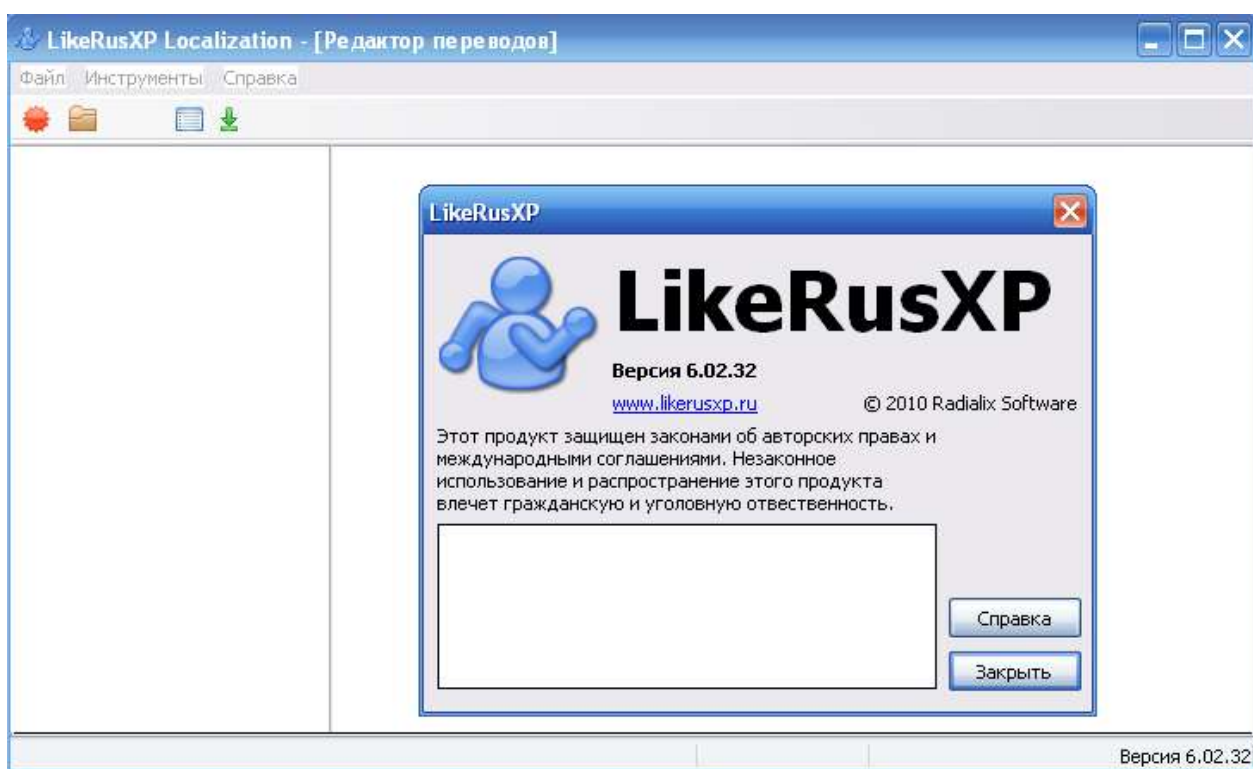 LikeRusXP Localization - [Редактор переводов]
Файл Инструменты Справка
LikeRusXP
LikeRusXP
Версия 6.02.32
www.likerusxp.ru © 2010 Radialix Software
Этот продукт защищен законами об авторских правах и
международными соглашениями. Незаконное
использование и распространение этого продукта
влечет гражданскую и уголовную отвественность.
Справка
Закрыть
Версия 6.02.32